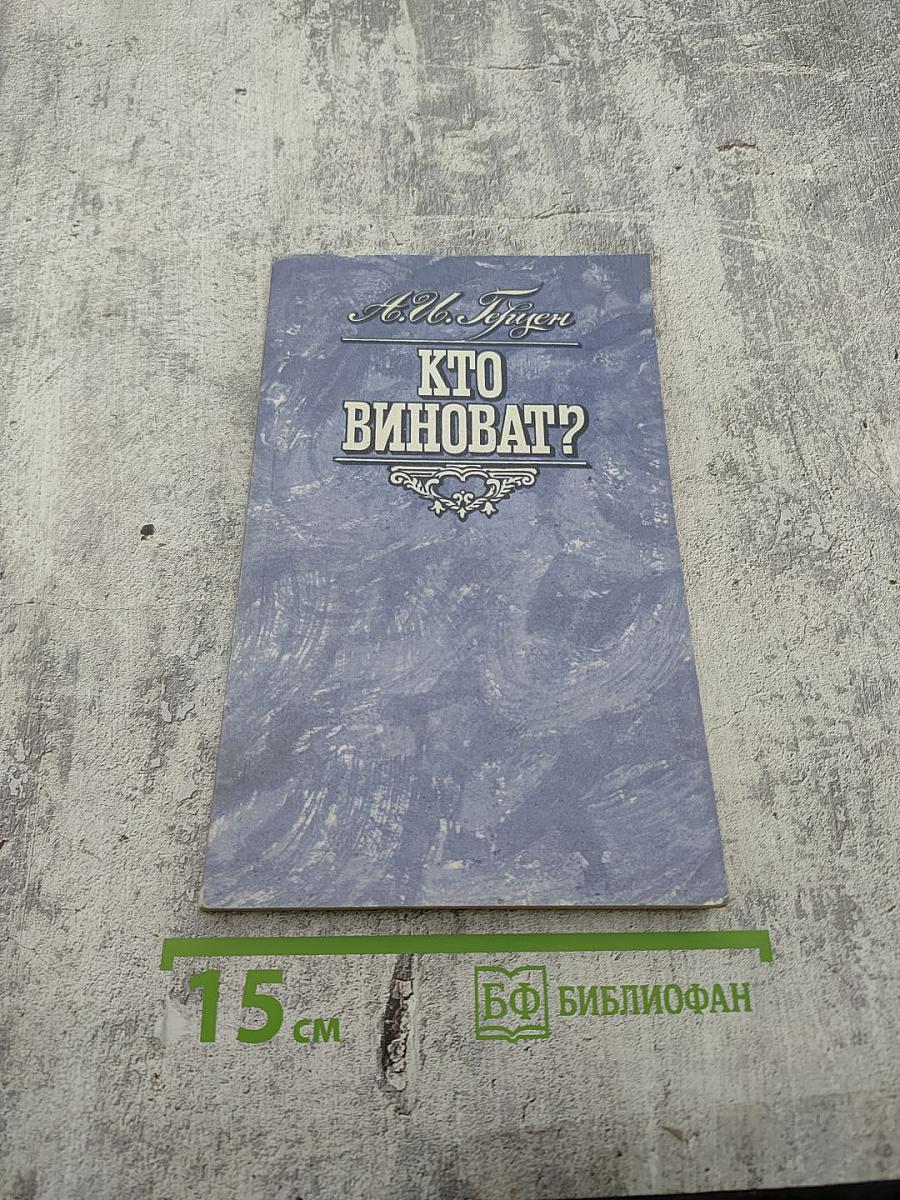 А.И. Герцен
КТО
ВИНОВАТ?
15 см
БФ БИБЛИОФАН